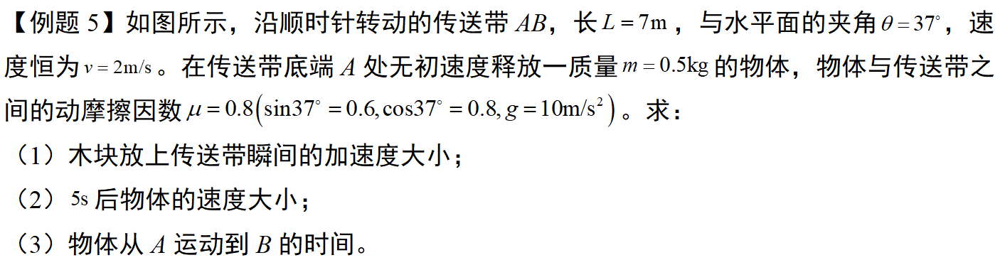 【例题 5】如图所示，沿顺时针转动的传送带 AB，长 L = 7m ，与水平面的夹角 θ = 37°，速
度恒为 v = 2m/s 。在传送带底端 A 处无初速度释放一质量 m = 0.5kg 的物体，物体与传送带之
间的动摩擦因数 μ = 0.8(sin37° = 0.6, cos37° = 0.8, g = 10m/s²) 。求：
（1）木块放上传送带瞬间的加速度大小；
（2）5s 后物体的速度大小；
（3）物体从 A 运动到 B 的时间。